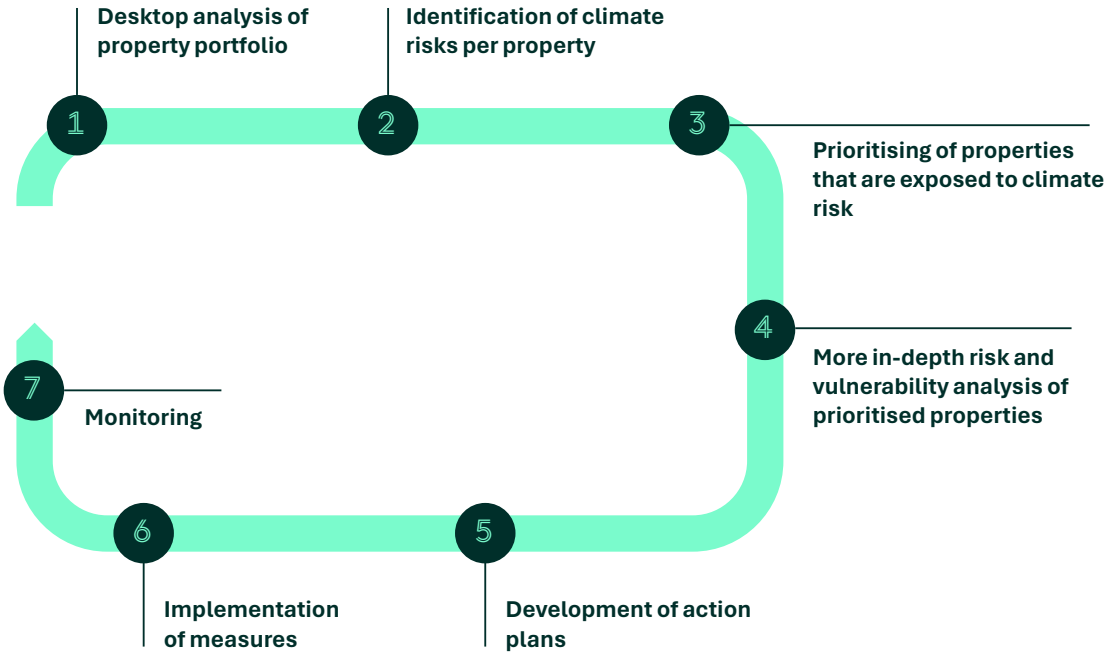 1
Desktop analysis of
property portfolio
2
Identification of climate
risks per property
3
Prioritising of properties
that are exposed to climate
risk
4
More in-depth risk and
vulnerability analysis of
prioritised properties
5
Development of action
plans
6
Implementation
of measures
7
Monitoring